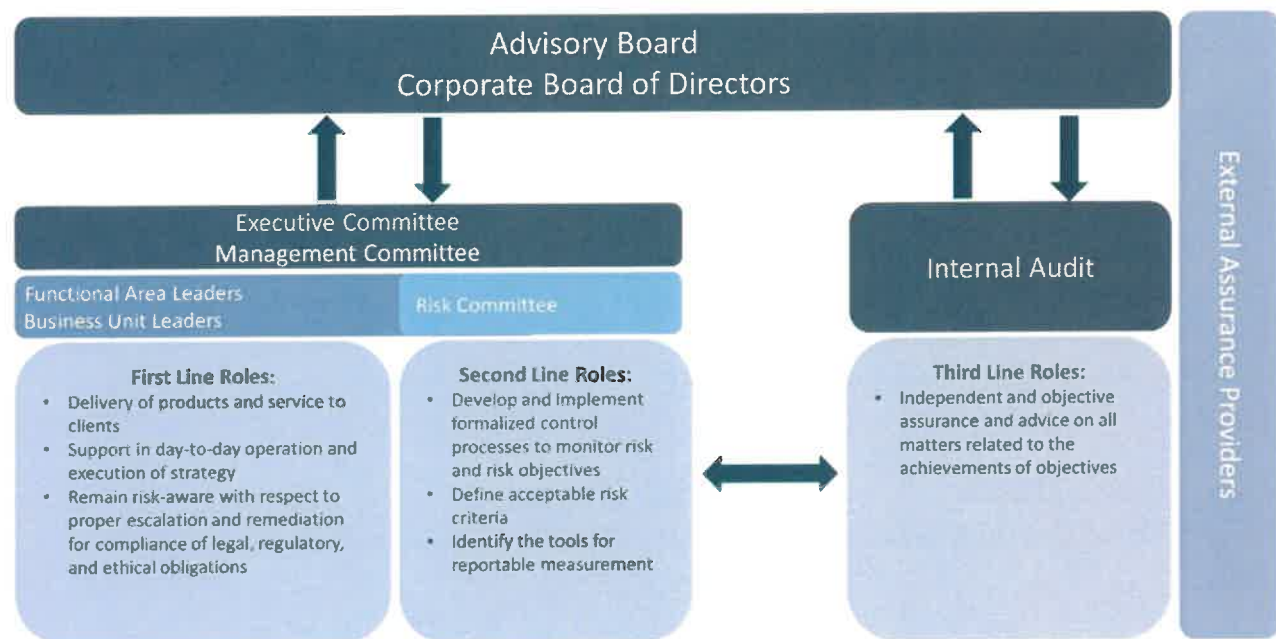 Advisory Board
Corporate Board of Directors
Executive Committee
Management Committee
Functional Area Leaders
Business Unit Leaders
Risk Committee
First Line Roles:
• Delivery of products and service to
clients
• Support in day-to-day operation and
execution of strategy
• Remain risk-aware with respect to
proper escalation and remediation
for compliance of legal, regulatory,
and ethical obligations
Second Line Roles:
• Develop and implement
formalized control
processes to monitor risk
and risk objectives
• Define acceptable risk
criteria
• Identify the tools for
reportable measurement
Internal Audit
Third Line Roles:
• Independent and objective
assurance and advice on all
matters related to the
achievements of objectives
External Assurance Providers